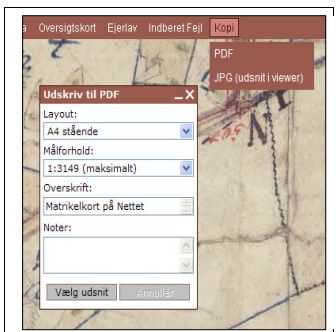 Oversigtskort Ejerlav Indberet Fejl Kopi
PDF
JPG (udsnit i viewer)
Udskriv til PDF
Layout:
A4 stående
Målforhold:
1:3149 (maksimalt)
Overskrift:
Matrikelkort på Nettet
Noter:
Vælg udsnit Annullér